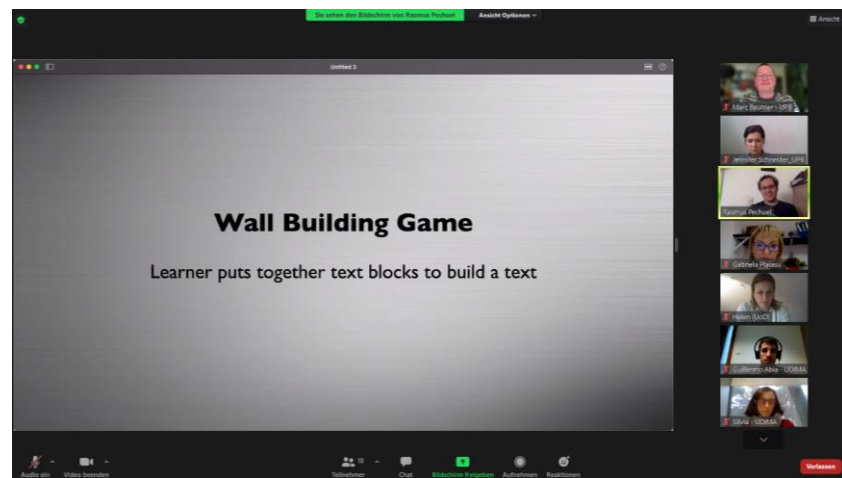 Sie sehen den Bildschirm von Rasmus Pechuel
Ansicht Optionen
Ansicht
Untitled 3
Wall Building Game
Learner puts together text blocks to build a text
Marc Beutner - UPB
Jennifer Schneider_UPB
Rasmus Pechuel
Gabriela
Helen (UoD)
Guillermo Abia - UDIMA
Silvia - UDIMA
Audio ein
Video beenden
10
Teilnehmer
Chat
Bildschirm freigeben
Aufnehmen
Reaktionen
Verlassen